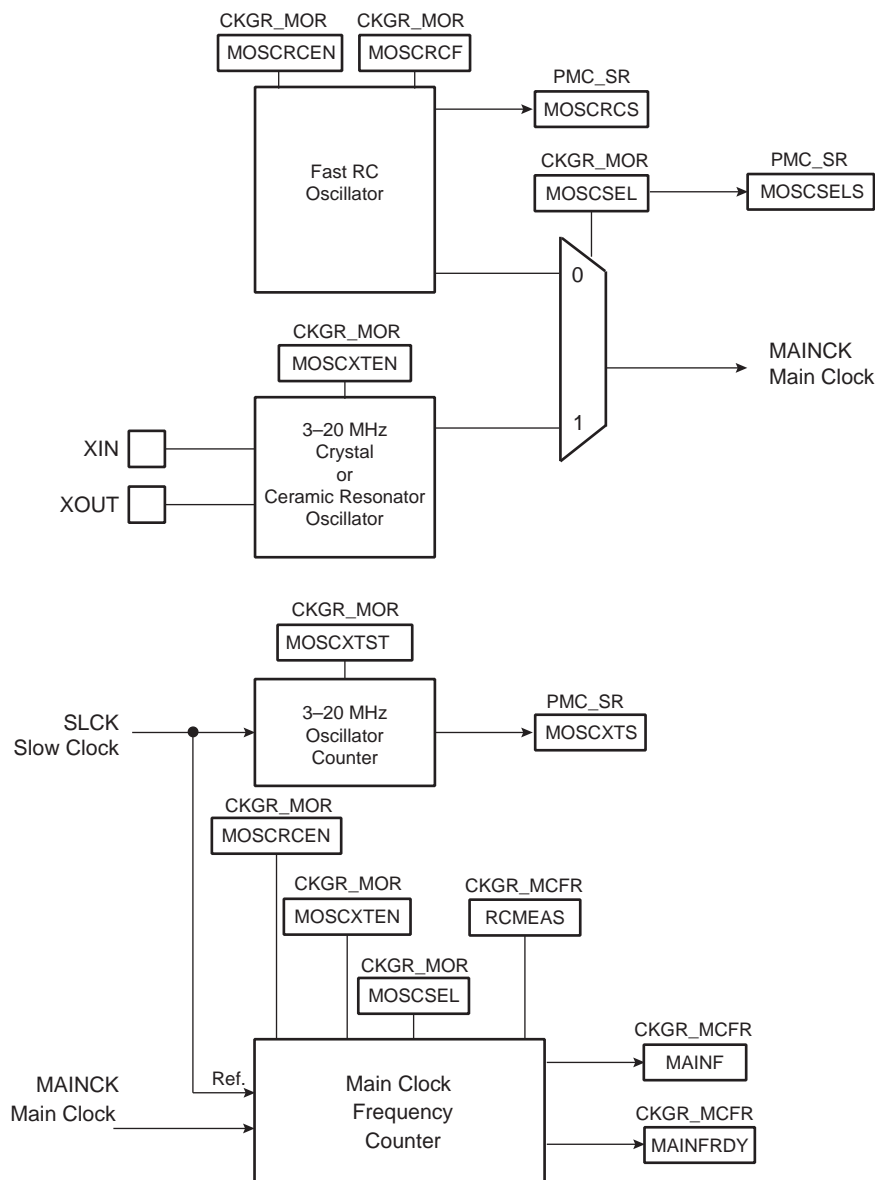 CKGR_MOR CKGR_MOR
MOSCRCEN MOSCRCF
PMC_SR
MOSCRCS
Fast RC
Oscillator
CKGR_MOR PMC_SR
MOSCSEL MOSCSELS
0
CKGR_MOR
MOSCXTEN
MAINCK
Main Clock
1
XIN
XOUT
3–20 MHz
Crystal
or
Ceramic Resonator
Oscillator
CKGR_MOR
MOSCXTST
SLCK
Slow Clock
3–20 MHz
Oscillator
Counter
PMC_SR
MOSCXTS
CKGR_MOR
MOSCRCEN
CKGR_MOR CKGR_MCFR
MOSCXTEN RCMEAS
CKGR_MOR
MOSCSEL
CKGR_MCFR
MAINF
Ref.
MAINCK
Main Clock
Main Clock
Frequency
Counter
CKGR_MCFR
MAINFRDY